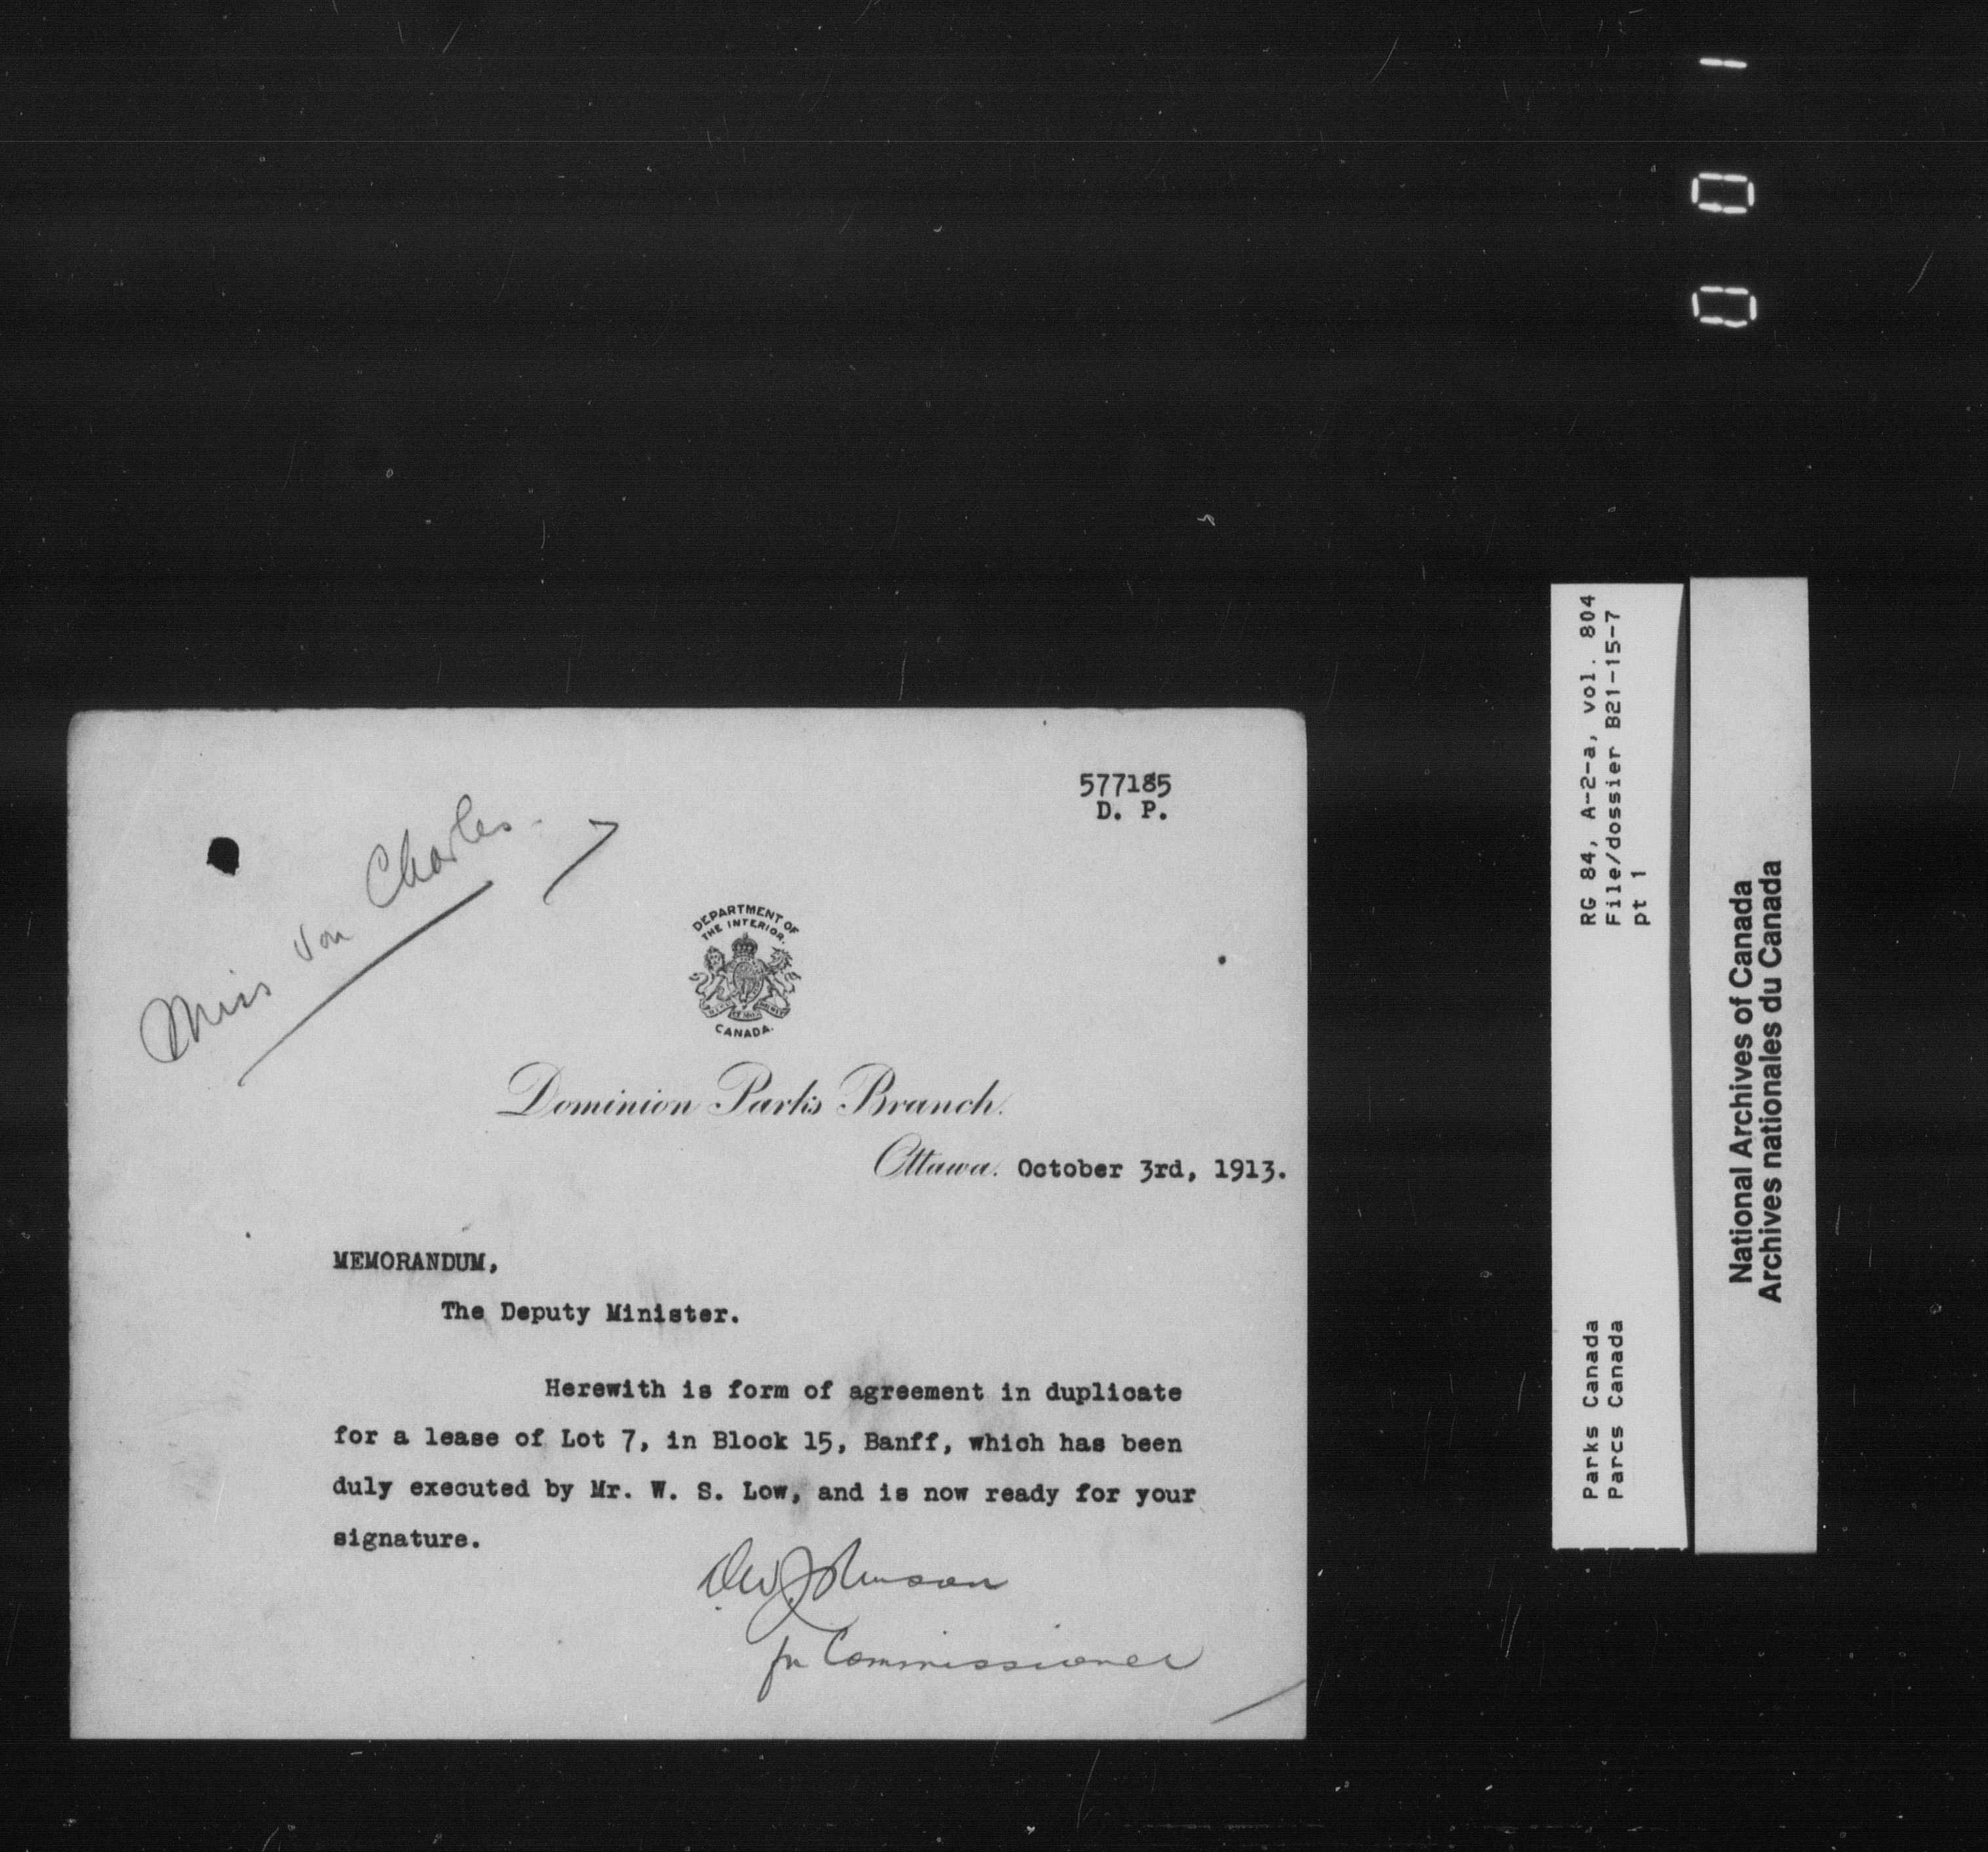 577185
D. P.
Miss Von Charles.
DEPARTMENT OF
THE INTERIOR.
CANADA.
Dominion Parks Branch.
Ottawa. October 3rd, 1913.
MEMORANDUM,
The Deputy Minister.
Herewith is form of agreement in duplicate
for a lease of Lot 7, in Block 15, Banff, which has been
duly executed by Mr. W. S. Low, and is now ready for your
signature.
Johnson
for Commissioner
RG 84, A-2-a, vol. 804
File/dossier B21-15-7
pt 1
Parks Canada
Parcs Canada
National Archives of Canada
Archives nationales du Canada